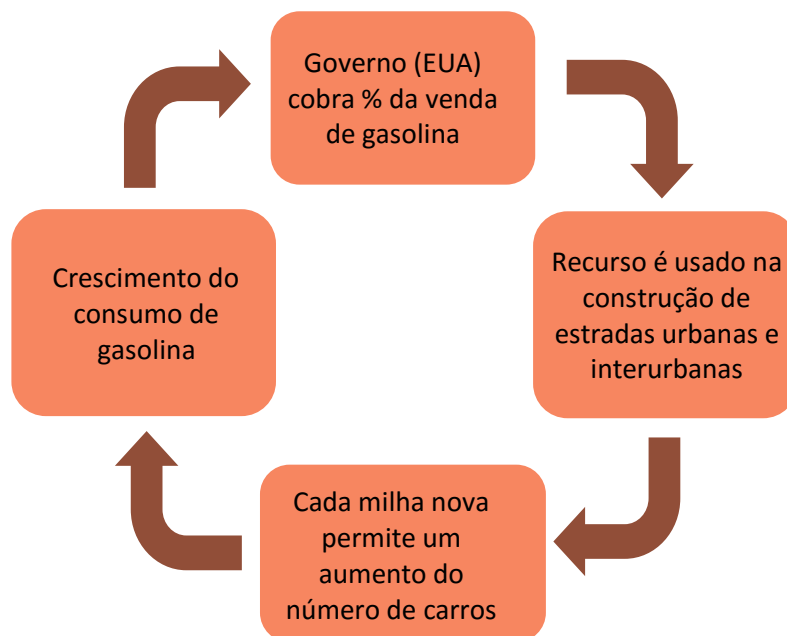 Governo (EUA)
cobra % da venda
de gasolina
Recurso é usado na
construção de
estradas urbanas e
interurbanas
Cada milha nova
permite um
aumento do
número de carros
Crescimento do
consumo de
gasolina